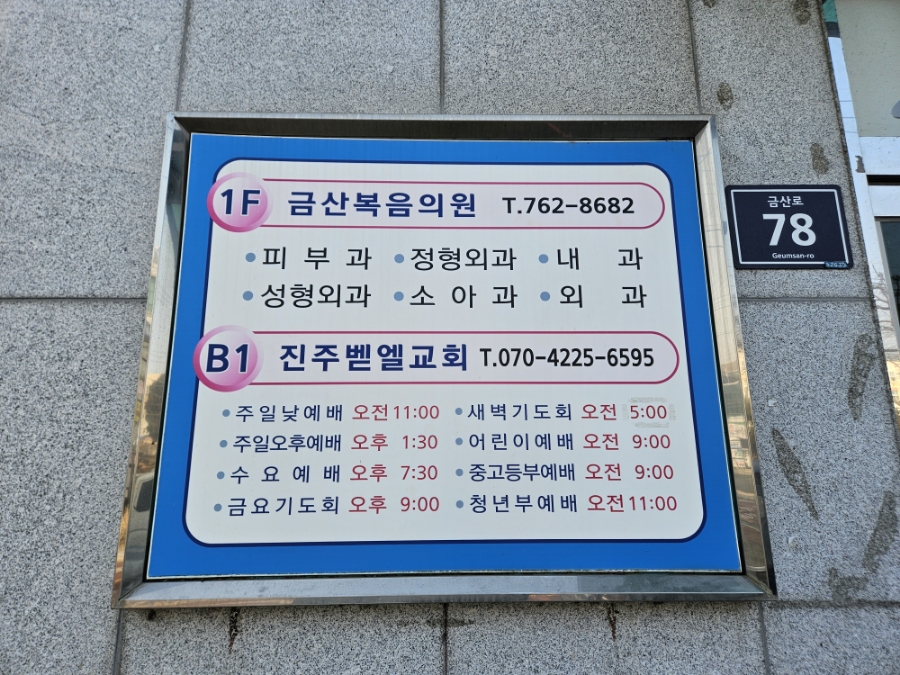 1F 금산복음의원 T.762-8682
•피 부 과 •정형외과 •내 과
•성형외과 •소 아 과 •외 과
B1 진주벧엘교회 T.070-4225-6595
•주일낮예배 오전11:00 •새벽기도회 오전 5:00
•주일오후예배 오후 1:30 •어린이예배 오전 9:00
•수 요 예 배 오후 7:30 •중고등부예배 오전 9:00
•금요기도회 오후 9:00 •청년부예배 오전11:00
금산로
78
Geumsan-ro